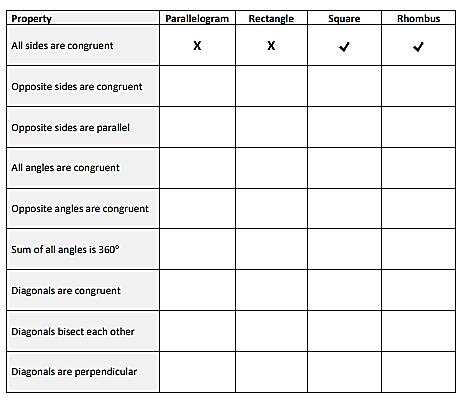 Property Parallelogram Rectangle Square Rhombus
All sides are congruent X X ✓ ✓
Opposite sides are congruent
Opposite sides are parallel
All angles are congruent
Opposite angles are congruent
Sum of all angles is 360°
Diagonals are congruent
Diagonals bisect each other
Diagonals are perpendicular